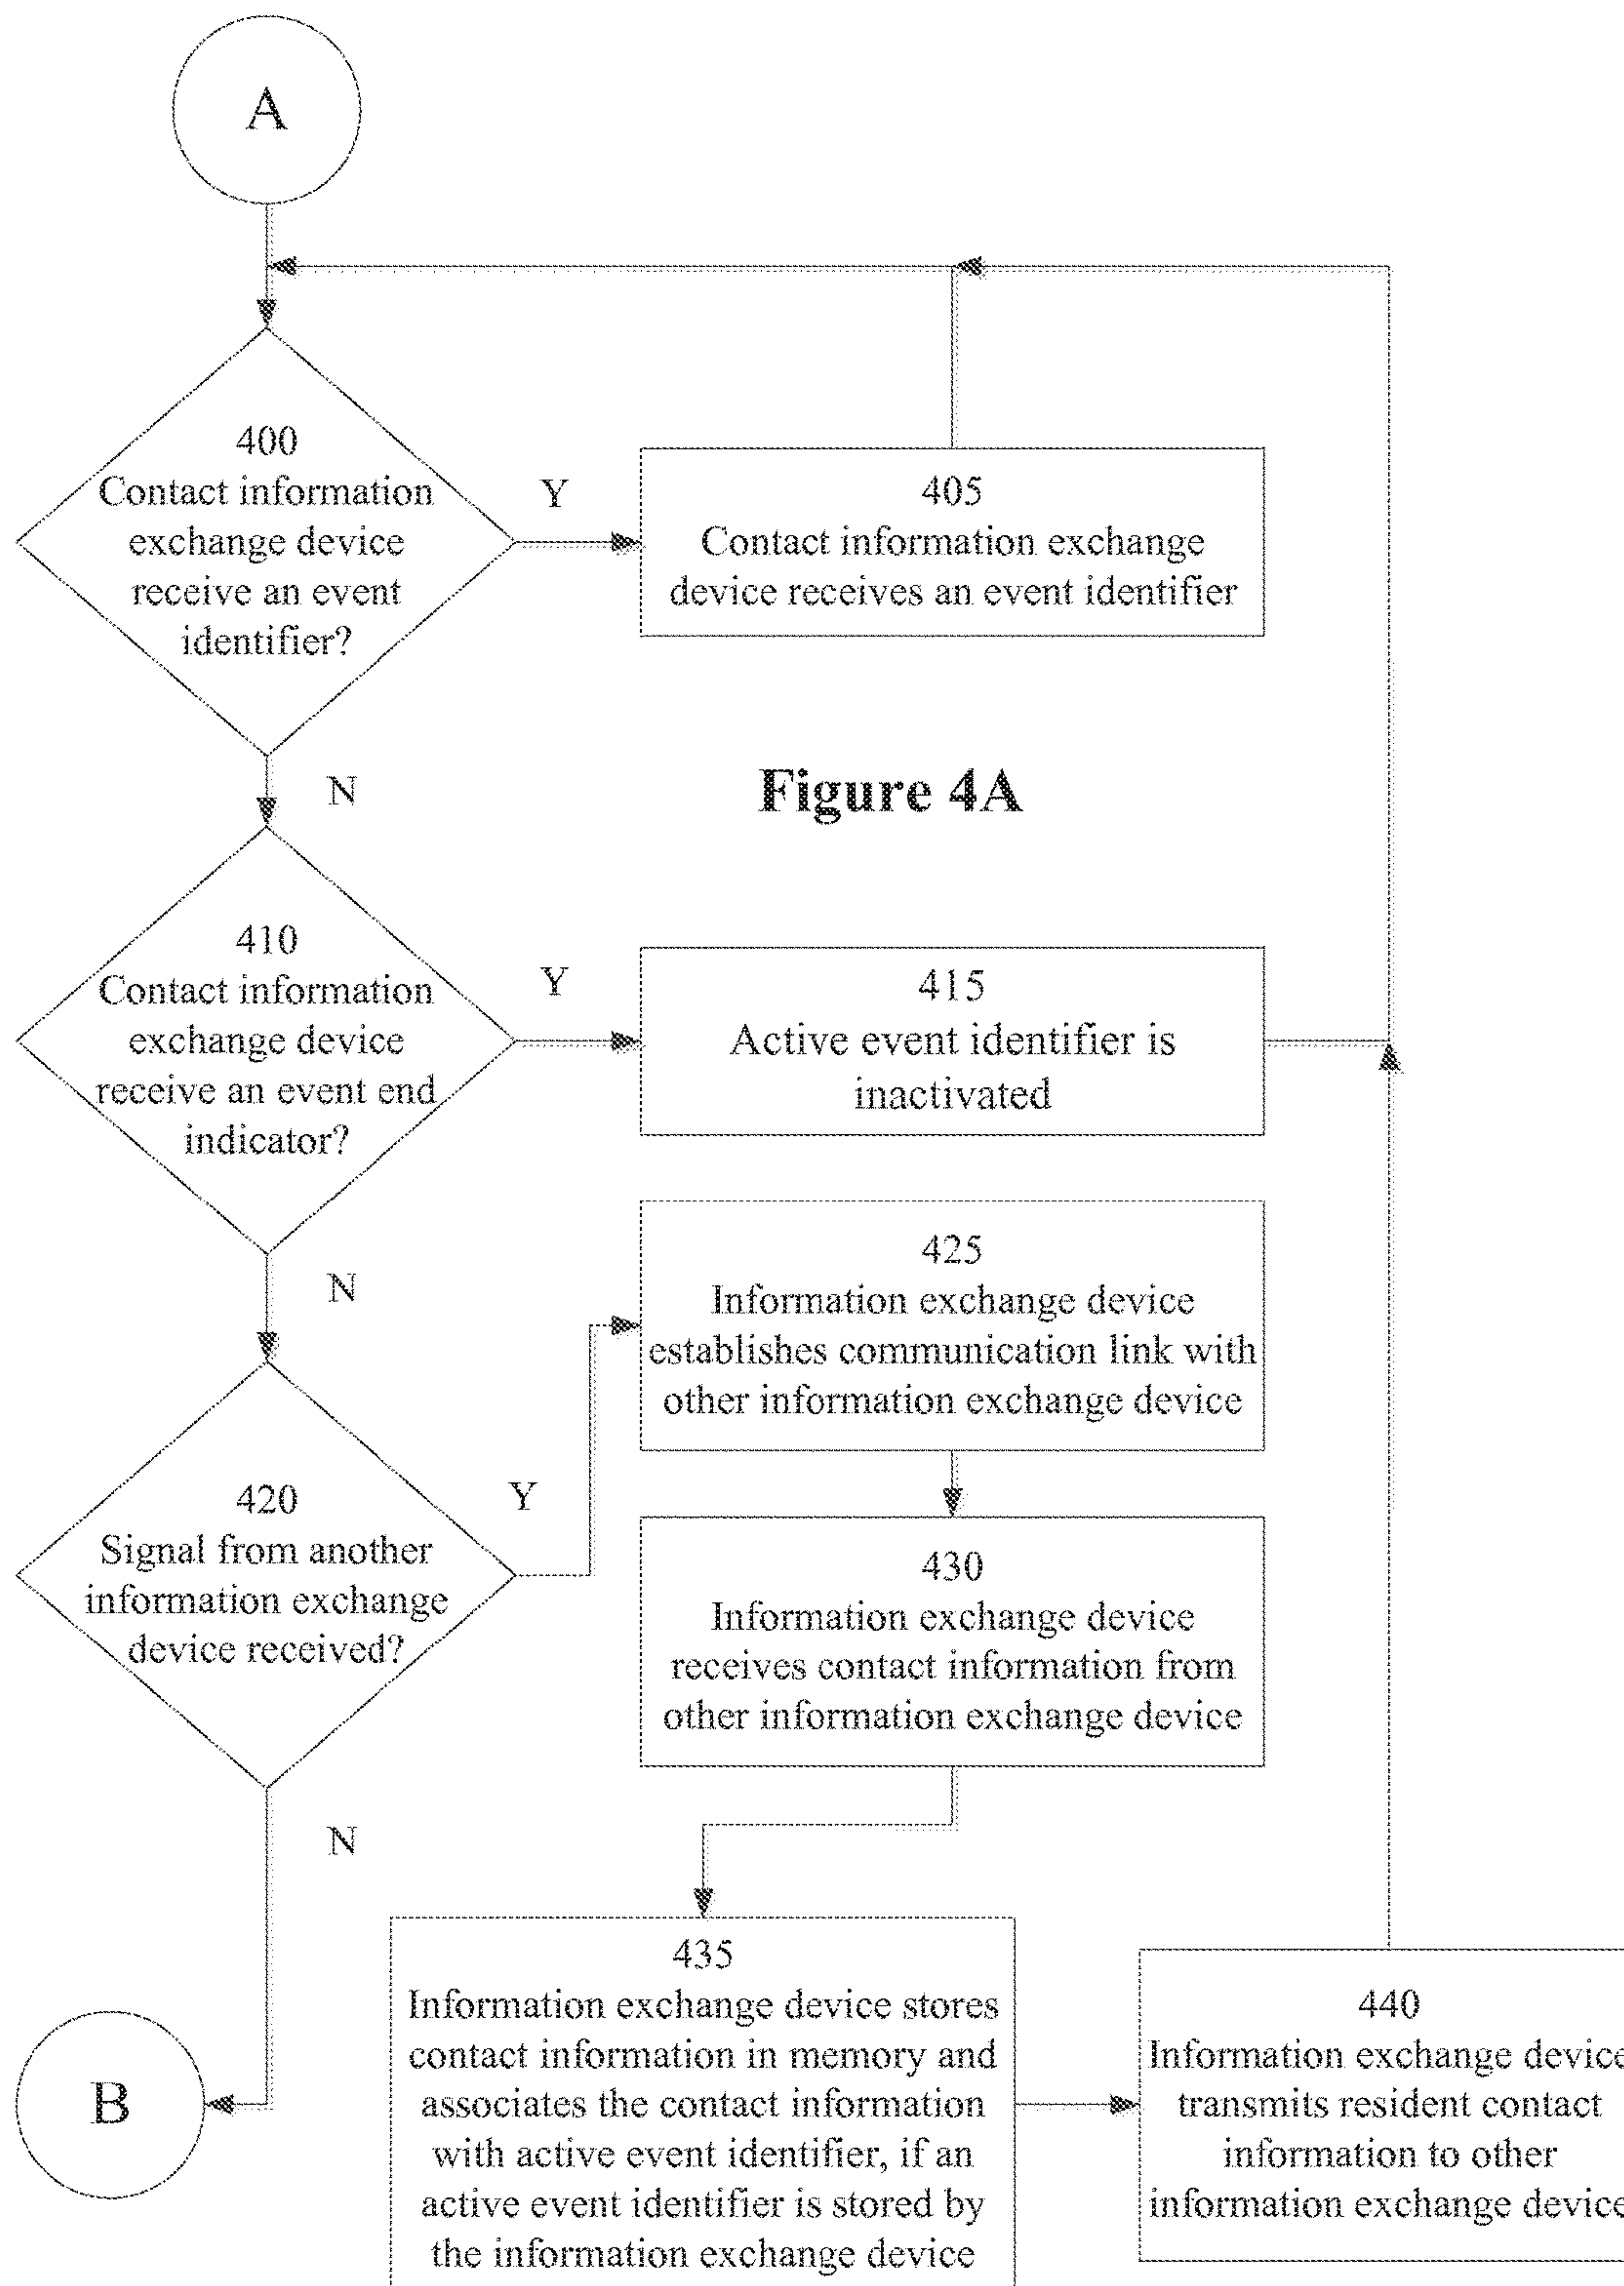 A
400
Contact information
exchange device
receive an event
identifier?
Y
405
Contact information exchange
device receives an event identifier
N
Figure 4A
410
Contact information
exchange device
receive an event end
indicator?
Y
415
Active event identifier is
inactivated
N
420
Signal from another
information exchange
device received?
Y
425
Information exchange device
establishes communication link with
other information exchange device
430
Information exchange device
receives contact information from
other information exchange device
N
B
435
Information exchange device stores
contact information in memory and
associates the contact information
with active event identifier, if an
active event identifier is stored by
the information exchange device
440
Information exchange device
transmits resident contact
information to other
information exchange device